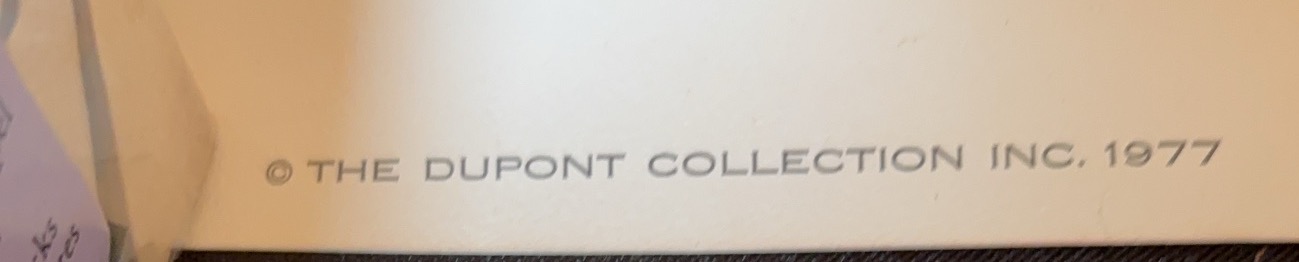 © THE DUPONT COLLECTION INC. 1977